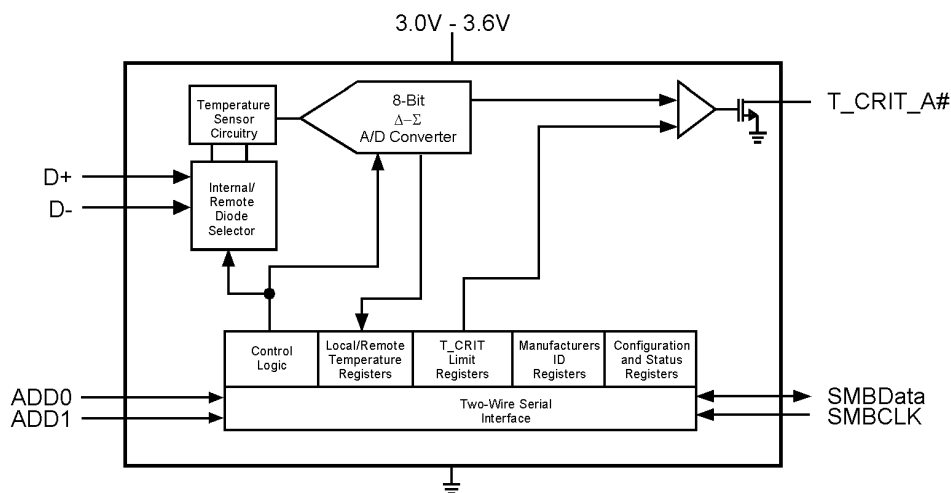 3.0V - 3.6V
Temperature
Sensor
Circuitry
8-Bit
Δ−Σ
A/D Converter
T_CRIT_A#
D+
D-
Internal/
Remote
Diode
Selector
Control
Logic
Local/Remote
Temperature
Registers
T_CRIT
Limit
Registers
Manufacturers
ID
Registers
Configuration
and Status
Registers
ADD0
ADD1
Two-Wire Serial
Interface
SMBData
SMBCLK